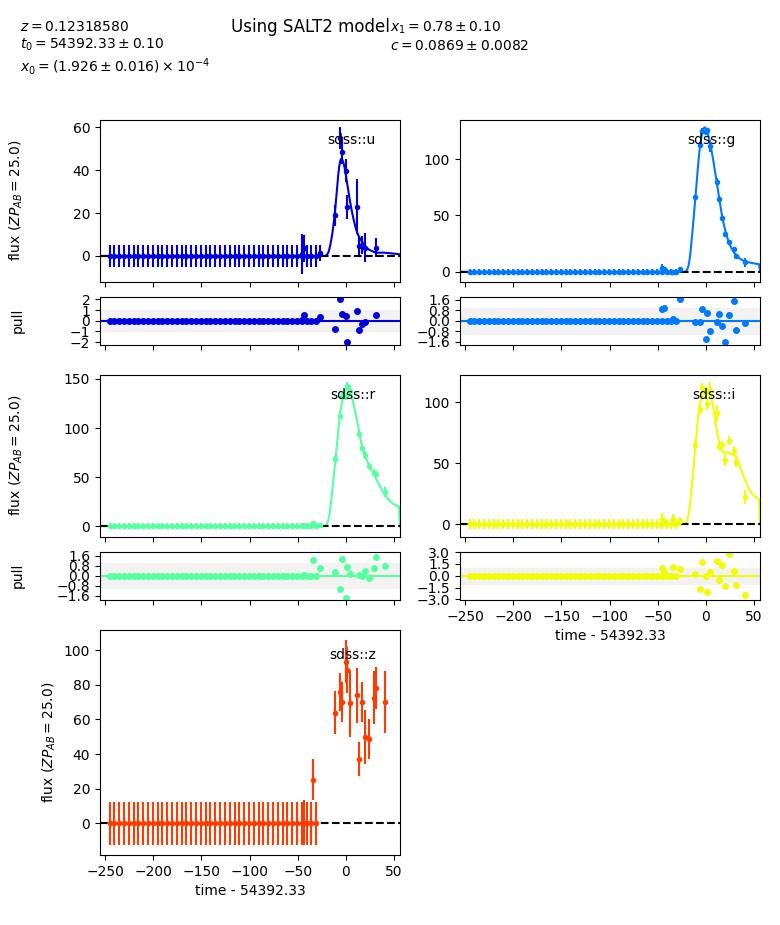 z = 0.12318580
t₀ = 54392.33 ± 0.10
x₀ = (1.926 ± 0.016) × 10⁻⁴
Using SALT2 model
x₁ = 0.78 ± 0.10
c = 0.0869 ± 0.0082
flux (ZP_AB = 25.0)
60
40
20
0
sdss::u
100
50
0
sdss::g
pull
2
1
0
−1
−2
1.6
0.8
0.0
−0.8
−1.6
flux (ZP_AB = 25.0)
150
100
50
0
sdss::r
100
50
0
sdss::i
pull
1.6
0.8
0.0
−0.8
−1.6
3.0
1.5
0.0
−1.5
−3.0
−250 −200 −150 −100 −50 0 50
time - 54392.33
flux (ZP_AB = 25.0)
100
80
60
40
20
0
sdss::z
−250 −200 −150 −100 −50 0 50
time - 54392.33